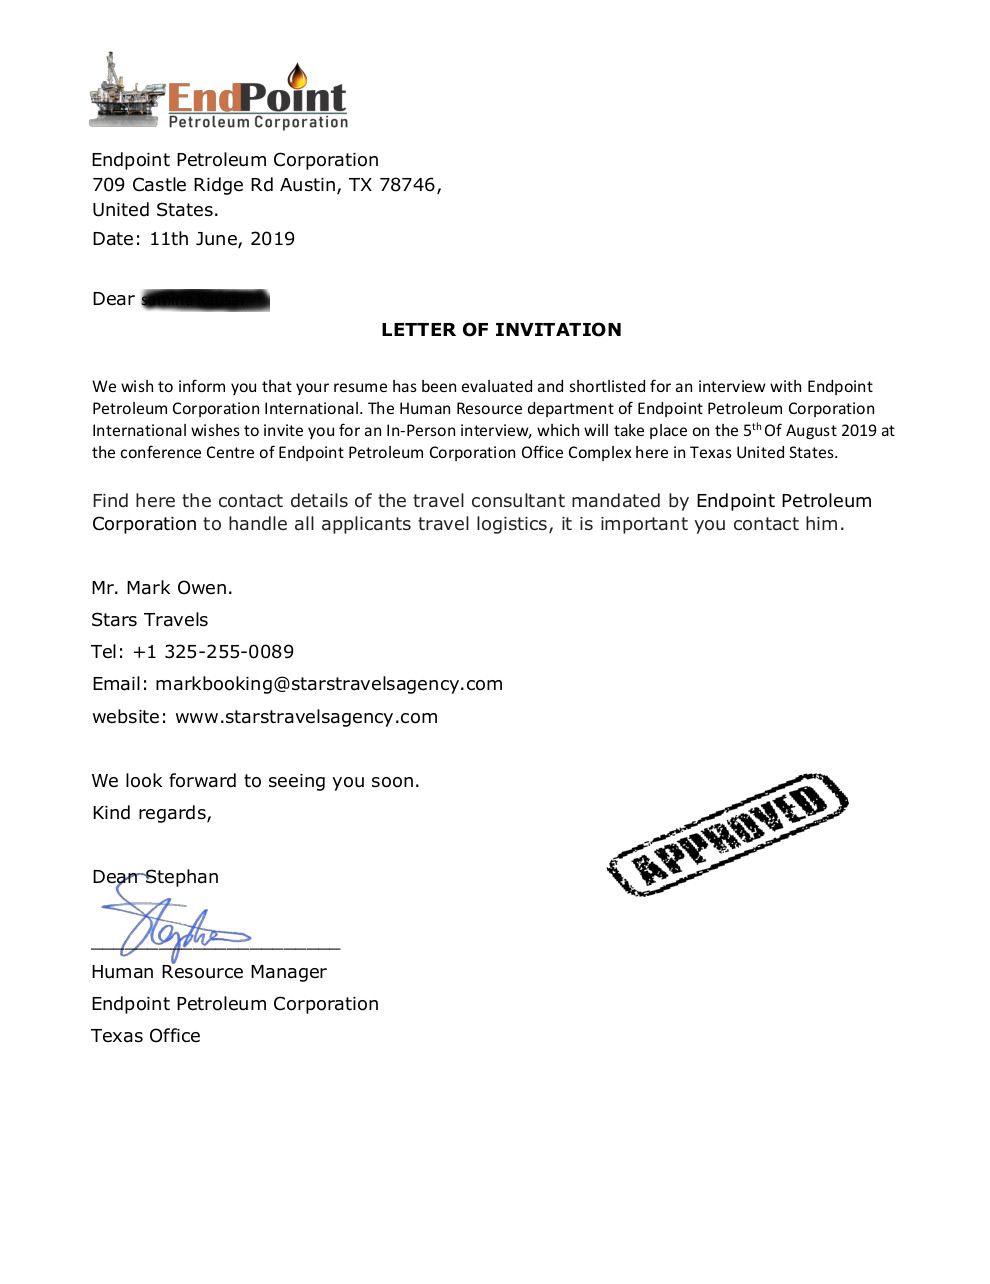 EndPoint
Petroleum Corporation
Endpoint Petroleum Corporation
709 Castle Ridge Rd Austin, TX 78746,
United States.
Date: 11th June, 2019
Dear
LETTER OF INVITATION
We wish to inform you that your resume has been evaluated and shortlisted for an interview with Endpoint
Petroleum Corporation International. The Human Resource department of Endpoint Petroleum Corporation
International wishes to invite you for an In-Person interview, which will take place on the 5th Of August 2019 at
the conference Centre of Endpoint Petroleum Corporation Office Complex here in Texas United States.
Find here the contact details of the travel consultant mandated by Endpoint Petroleum
Corporation to handle all applicants travel logistics, it is important you contact him.
Mr. Mark Owen.
Stars Travels
Tel: +1 325-255-0089
Email: markbooking@starstravelsagency.com
website: www.starstravelsagency.com
We look forward to seeing you soon.
Kind regards,
APPROVED
Dean Stephan
Stephen
Human Resource Manager
Endpoint Petroleum Corporation
Texas Office